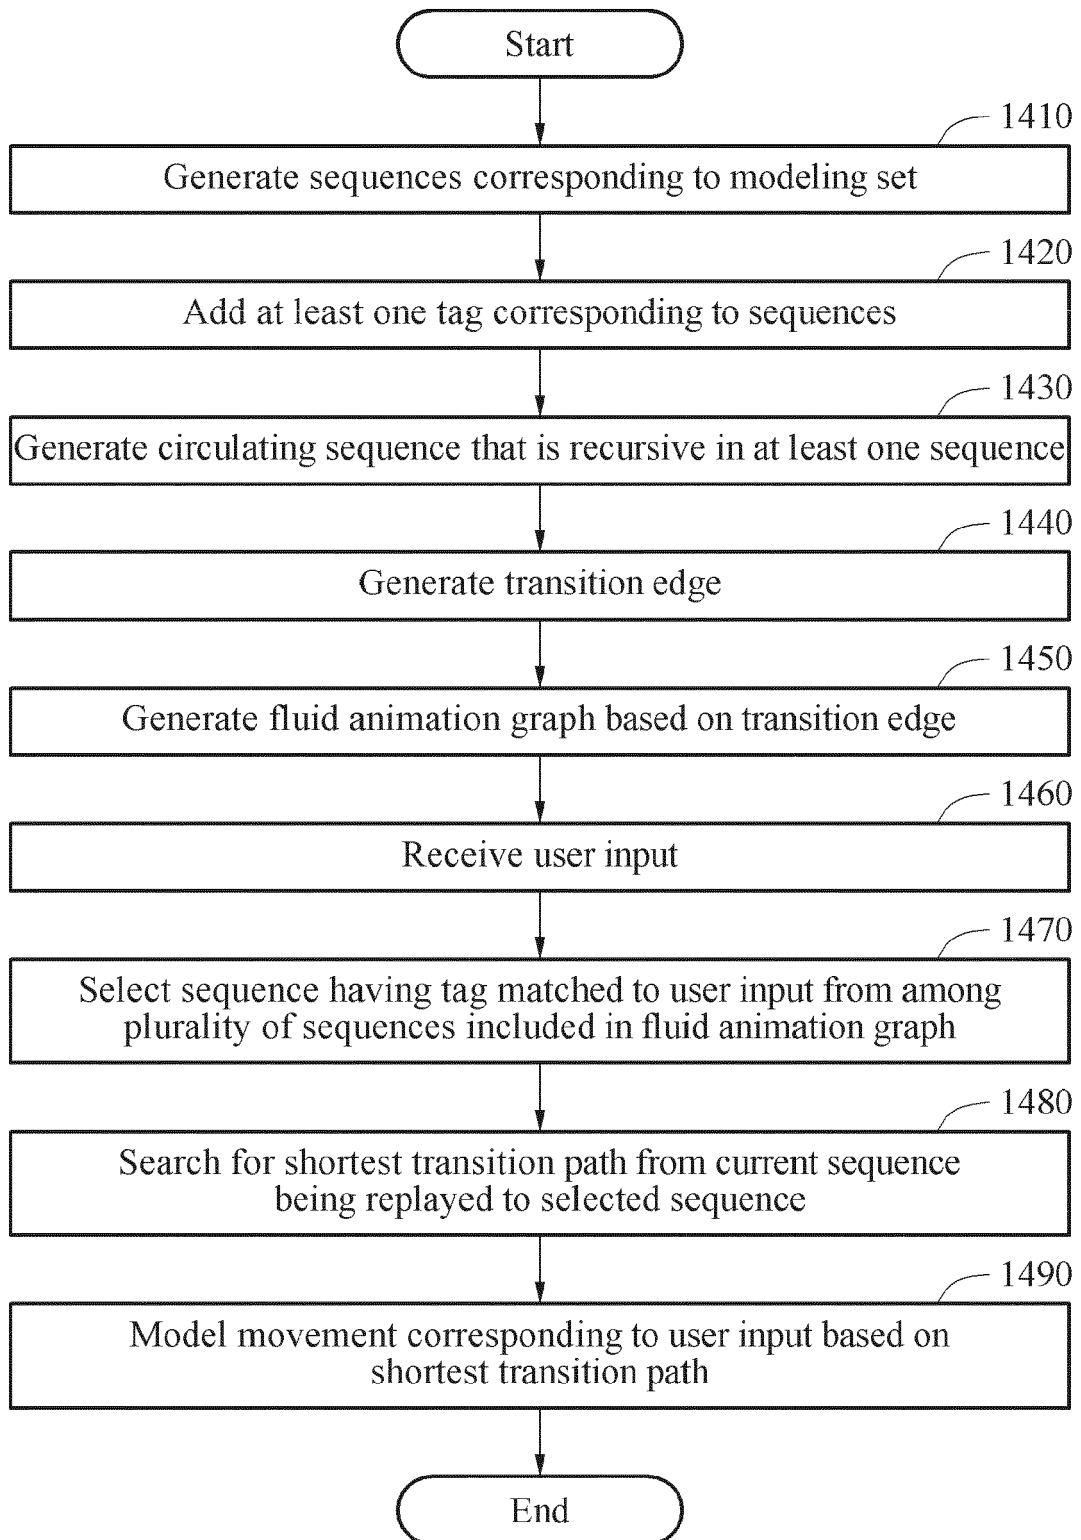 Start
1410
Generate sequences corresponding to modeling set
1420
Add at least one tag corresponding to sequences
1430
Generate circulating sequence that is recursive in at least one sequence
1440
Generate transition edge
1450
Generate fluid animation graph based on transition edge
1460
Receive user input
1470
Select sequence having tag matched to user input from among
plurality of sequences included in fluid animation graph
1480
Search for shortest transition path from current sequence
being replayed to selected sequence
1490
Model movement corresponding to user input based on
shortest transition path
End